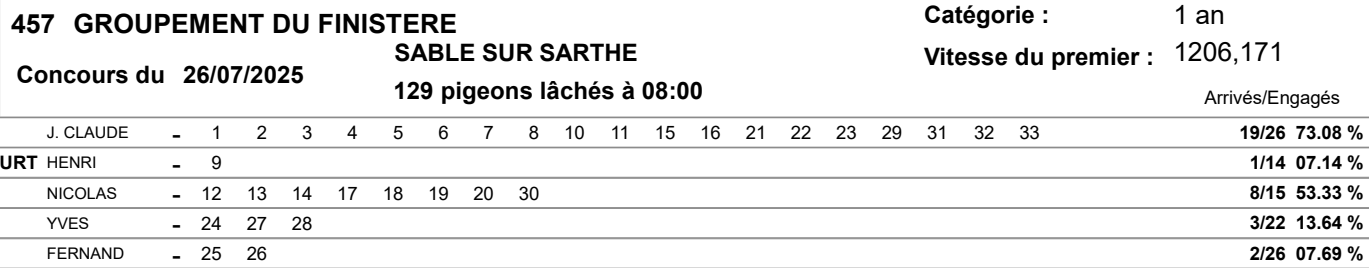 457 GROUPEMENT DU FINISTERE
Catégorie : 1 an
SABLE SUR SARTHE
Vitesse du premier : 1206,171
Concours du 26/07/2025
129 pigeons lâchés à 08:00
Arrivés/Engagés
J. CLAUDE - 1 2 3 4 5 6 7 8 10 11 15 16 21 22 23 29 31 32 33 19/26 73.08 %
URT HENRI - 9 1/14 07.14 %
NICOLAS - 12 13 14 17 18 19 20 30 8/15 53.33 %
YVES - 24 27 28 3/22 13.64 %
FERNAND - 25 26 2/26 07.69 %